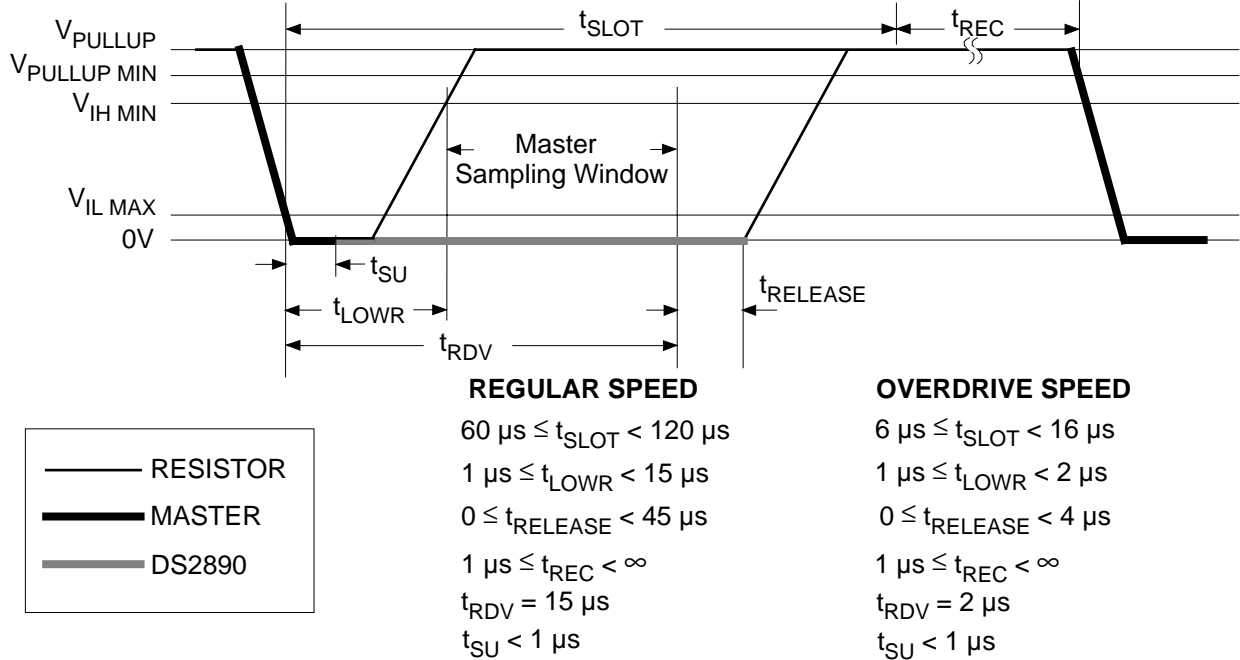 V_PULLUP
V_PULLUP MIN
V_IH MIN
V_IL MAX
0V
t_SLOT
t_REC
Master
Sampling Window
t_SU
t_LOWR
t_RDV
t_RELEASE
RESISTOR
MASTER
DS2890
REGULAR SPEED
60 µs ≤ t_SLOT < 120 µs
1 µs ≤ t_LOWR < 15 µs
0 ≤ t_RELEASE < 45 µs
1 µs ≤ t_REC < ∞
t_RDV = 15 µs
t_SU < 1 µs
OVERDRIVE SPEED
6 µs ≤ t_SLOT < 16 µs
1 µs ≤ t_LOWR < 2 µs
0 ≤ t_RELEASE < 4 µs
1 µs ≤ t_REC < ∞
t_RDV = 2 µs
t_SU < 1 µs